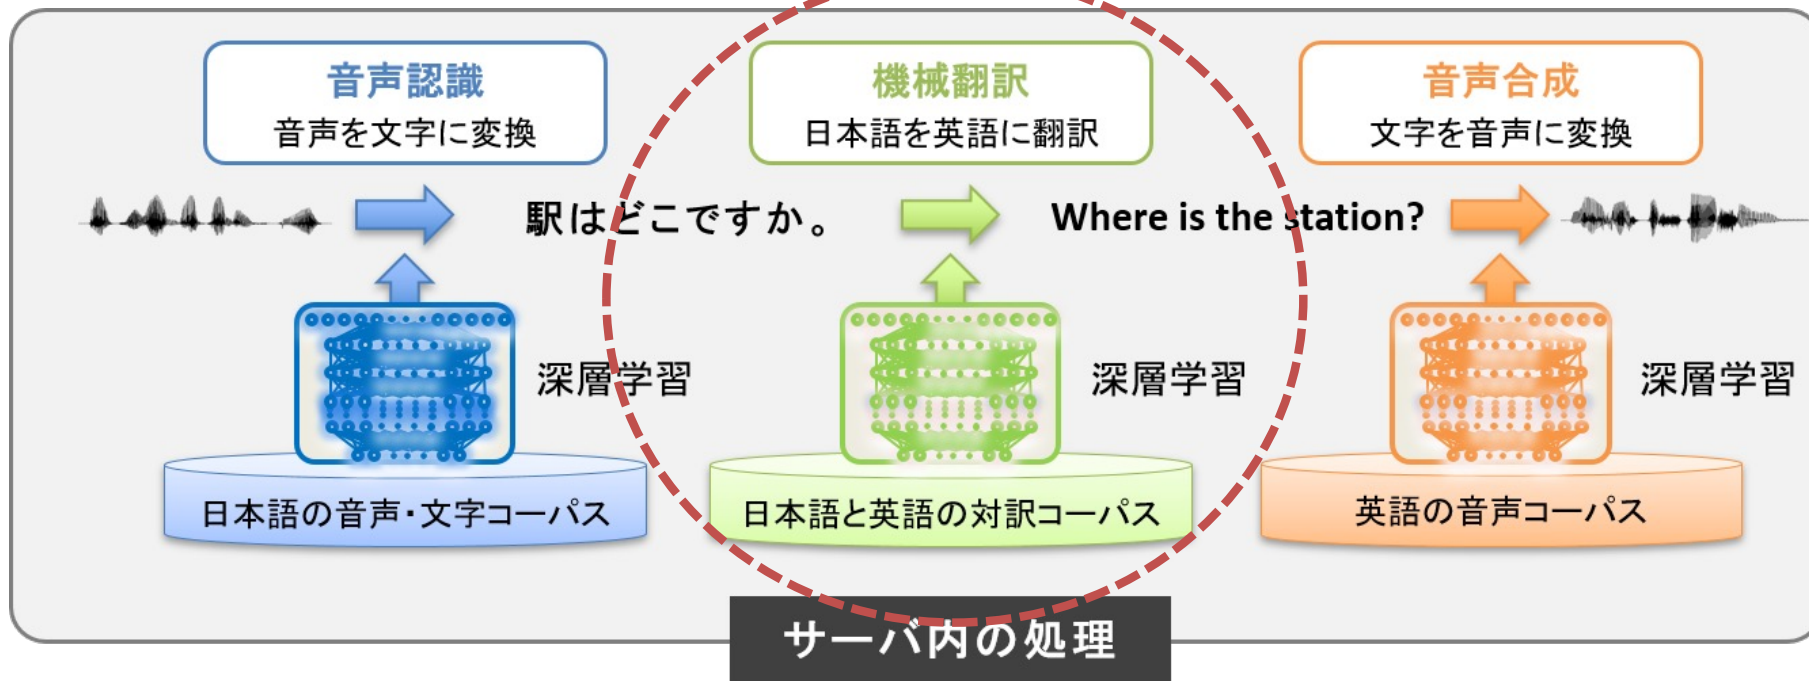 音声認識
音声を文字に変換
機械翻訳
日本語を英語に翻訳
音声合成
文字を音声に変換
駅はどこですか。
Where is the station?
深層学習
深層学習
深層学習
日本語の音声・文字コーパス
日本語と英語の対訳コーパス
英語の音声コーパス
サーバ内の処理